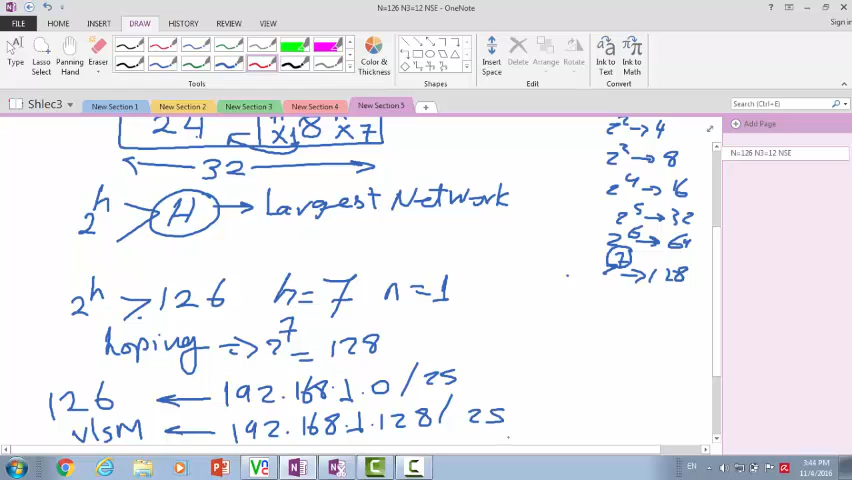 N=126 N3=12 NSE - OneNote
FILE HOME INSERT DRAW HISTORY REVIEW VIEW
Sign in
Type Lasso Select Panning Hand Eraser Color & Thickness Insert Space Delete Arrange Rotate Ink to Text Ink to Math
Tools Shapes Edit Convert
Shlec3 New Section 1 New Section 2 New Section 3 New Section 4 New Section 5 Search (Ctrl+E)
Add Page
N=126 N3=12 NSE
24 x1 8 x7
32
2^h > H → Largest Network
2^2 → 4
2^3 → 8
2^4 → 16
2^5 → 32
2^6 → 64
7 → 128
2^h > 126 h = 7 n = 1
hoping => 2^7 = 128
126 ← 192.168.1.0 / 25
vlsM ← 192.168.1.128 / 25
EN
3:44 PM
11/4/2016